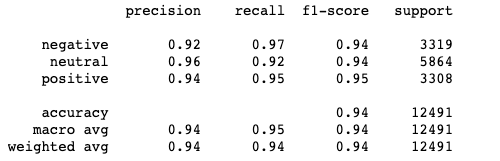 precision recall f1-score support
negative 0.92 0.97 0.94 3319
neutral 0.96 0.92 0.94 5864
positive 0.94 0.95 0.95 3308
accuracy 0.94 12491
macro avg 0.94 0.95 0.94 12491
weighted avg 0.94 0.94 0.94 12491